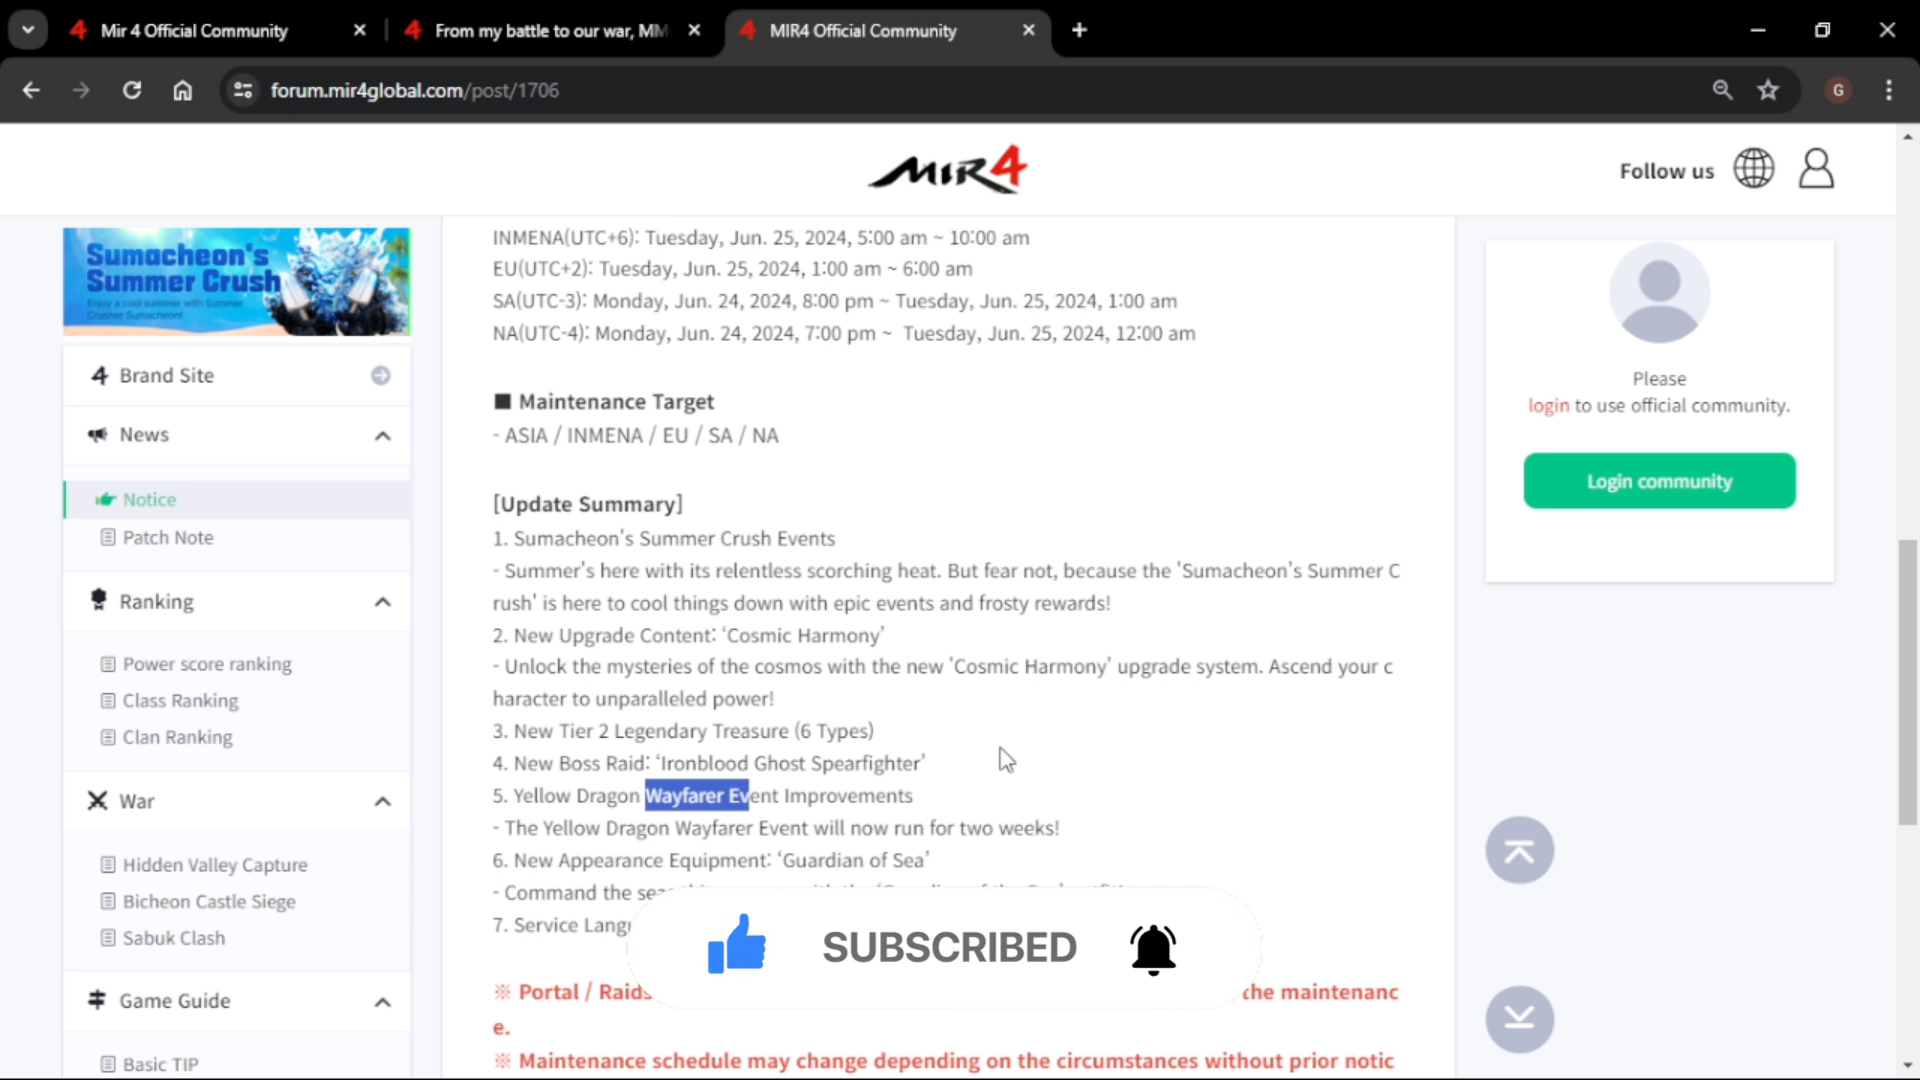 Mir 4 Official Community
From my battle to our war, MM
MIR4 Official Community
forum.mir4global.com/post/1706
G
MIR4
Follow us
Sumacheon's
Summer Crush
Enjoy a cool summer with Summer
Crusher Sumacheon!
Brand Site
News
Notice
Patch Note
Ranking
Power score ranking
Class Ranking
Clan Ranking
War
Hidden Valley Capture
Bicheon Castle Siege
Sabuk Clash
Game Guide
Basic TIP
INMENA(UTC+6): Tuesday, Jun. 25, 2024, 5:00 am ~ 10:00 am
EU(UTC+2): Tuesday, Jun. 25, 2024, 1:00 am ~ 6:00 am
SA(UTC-3): Monday, Jun. 24, 2024, 8:00 pm ~ Tuesday, Jun. 25, 2024, 1:00 am
NA(UTC-4): Monday, Jun. 24, 2024, 7:00 pm ~ Tuesday, Jun. 25, 2024, 12:00 am
■ Maintenance Target
- ASIA / INMENA / EU / SA / NA
[Update Summary]
1. Sumacheon's Summer Crush Events
- Summer's here with its relentless scorching heat. But fear not, because the 'Sumacheon's Summer C
rush' is here to cool things down with epic events and frosty rewards!
2. New Upgrade Content: ‘Cosmic Harmony’
- Unlock the mysteries of the cosmos with the new 'Cosmic Harmony' upgrade system. Ascend your c
haracter to unparalleled power!
3. New Tier 2 Legendary Treasure (6 Types)
4. New Boss Raid: ‘Ironblood Ghost Spearfighter’
5. Yellow Dragon Wayfarer Event Improvements
- The Yellow Dragon Wayfarer Event will now run for two weeks!
6. New Appearance Equipment: ‘Guardian of Sea’
- Command the
7. Service
※ Portal / Raids the maintenanc
e.
※ Maintenance schedule may change depending on the circumstances without prior notic
SUBSCRIBED
Please
login to use official community.
Login community